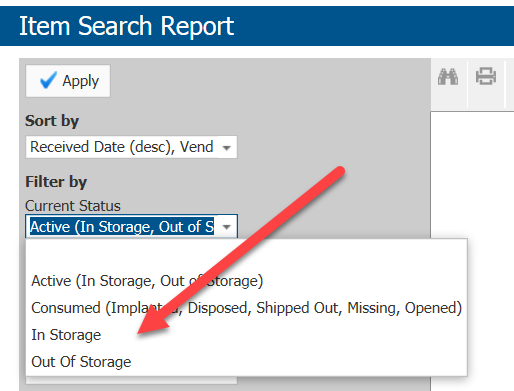 Item Search Report
Apply
Sort by
Received Date (desc), Vend
Filter by
Current Status
Active (In Storage, Out of S
Active (In Storage, Out of Storage)
Consumed (Implanted, Disposed, Shipped Out, Missing, Opened)
In Storage
Out Of Storage